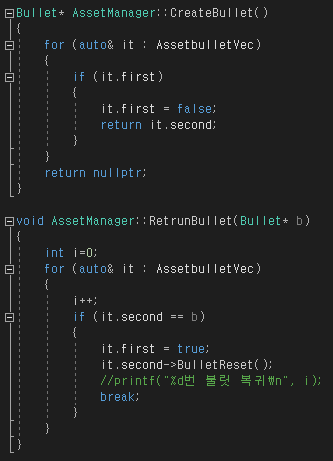 Bullet* AssetManager::CreateBullet()
{
for (auto& it : AssetbulletVec)
{
if (it.first)
{
it.first = false;
return it.second;
}
}
return nullptr;
}
void AssetManager::RetrunBullet(Bullet* b)
{
int i=0;
for (auto& it : AssetbulletVec)
{
i++;
if (it.second == b)
{
it.first = true;
it.second->BulletReset();
//printf("%d번 불릿 복귀₩n", i);
break;
}
}
}